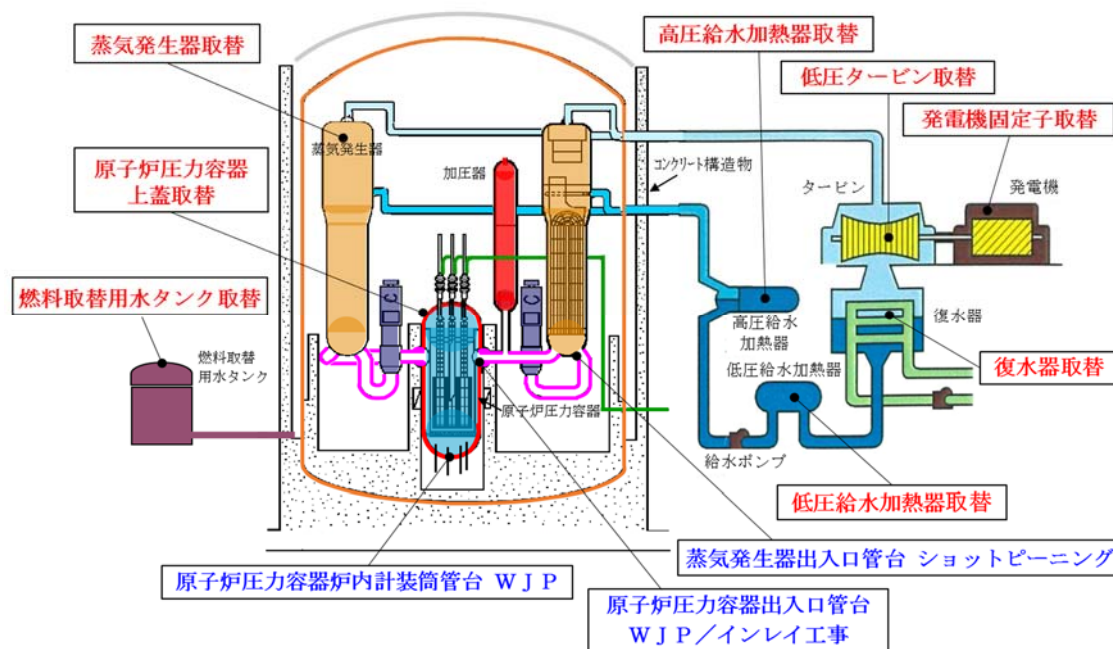 蒸気発生器取替
高圧給水加熱器取替
低圧タービン取替
発電機固定子取替
原子炉圧力容器
上蓋取替
蒸気発生器
加圧器
コンクリート構造物
タービン
発電機
燃料取替用水タンク取替
燃料取替
用水タンク
高圧給水
加熱器
復水器
復水器取替
低圧給水加熱器
原子炉圧力容器
給水ポンプ
低圧給水加熱器取替
蒸気発生器出入口管台 ショットピーニング
原子炉圧力容器炉内計装筒管台 WJP
原子炉圧力容器出入口管台
WJP/インレイ工事